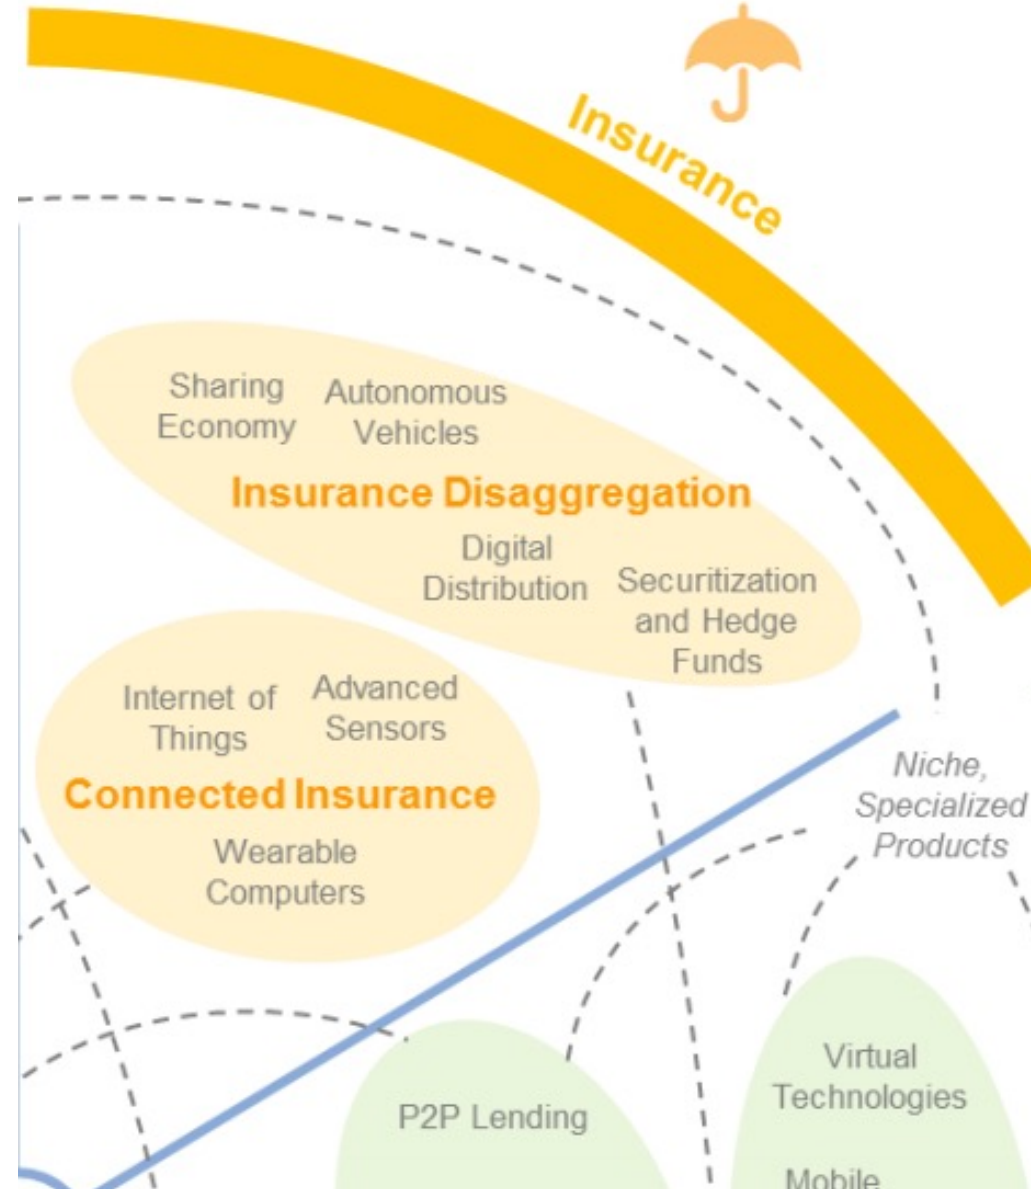 Insurance
Sharing
Economy
Autonomous
Vehicles
Insurance Disaggregation
Digital
Distribution
Securitization
and Hedge
Funds
Internet of
Things
Advanced
Sensors
Connected Insurance
Wearable
Computers
Niche,
Specialized
Products
P2P Lending
Virtual
Technologies
Mobile